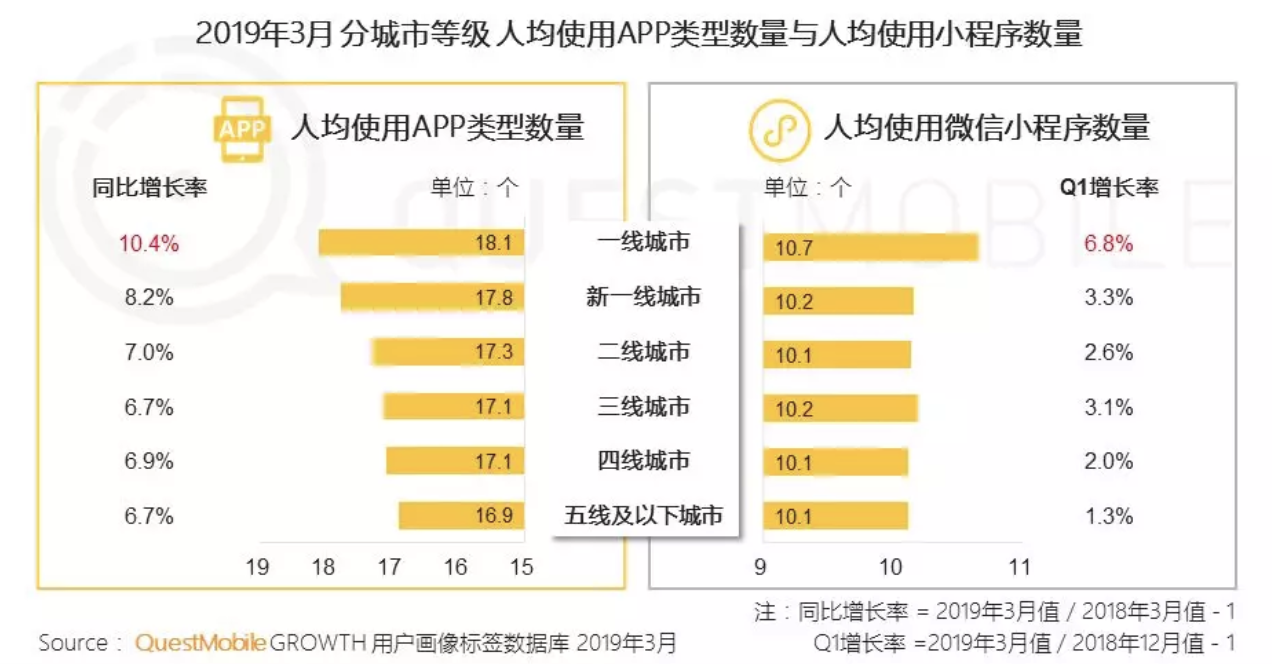 2019年3月 分城市等级 人均使用APP类型数量与人均使用小程序数量
APP 人均使用APP类型数量
同比增长率 单位：个
人均使用微信小程序数量
单位：个 Q1增长率
10.4% 18.1 一线城市 10.7 6.8%
8.2% 17.8 新一线城市 10.2 3.3%
7.0% 17.3 二线城市 10.1 2.6%
6.7% 17.1 三线城市 10.2 3.1%
6.9% 17.1 四线城市 10.1 2.0%
6.7% 16.9 五线及以下城市 10.1 1.3%
19 18 17 16 15 9 10 11
注：同比增长率 = 2019年3月值 / 2018年3月值 - 1
Q1增长率 =2019年3月值 / 2018年12月值 - 1
Source： QuestMobile GROWTH 用户画像标签数据库 2019年3月
QUESTMOBILE